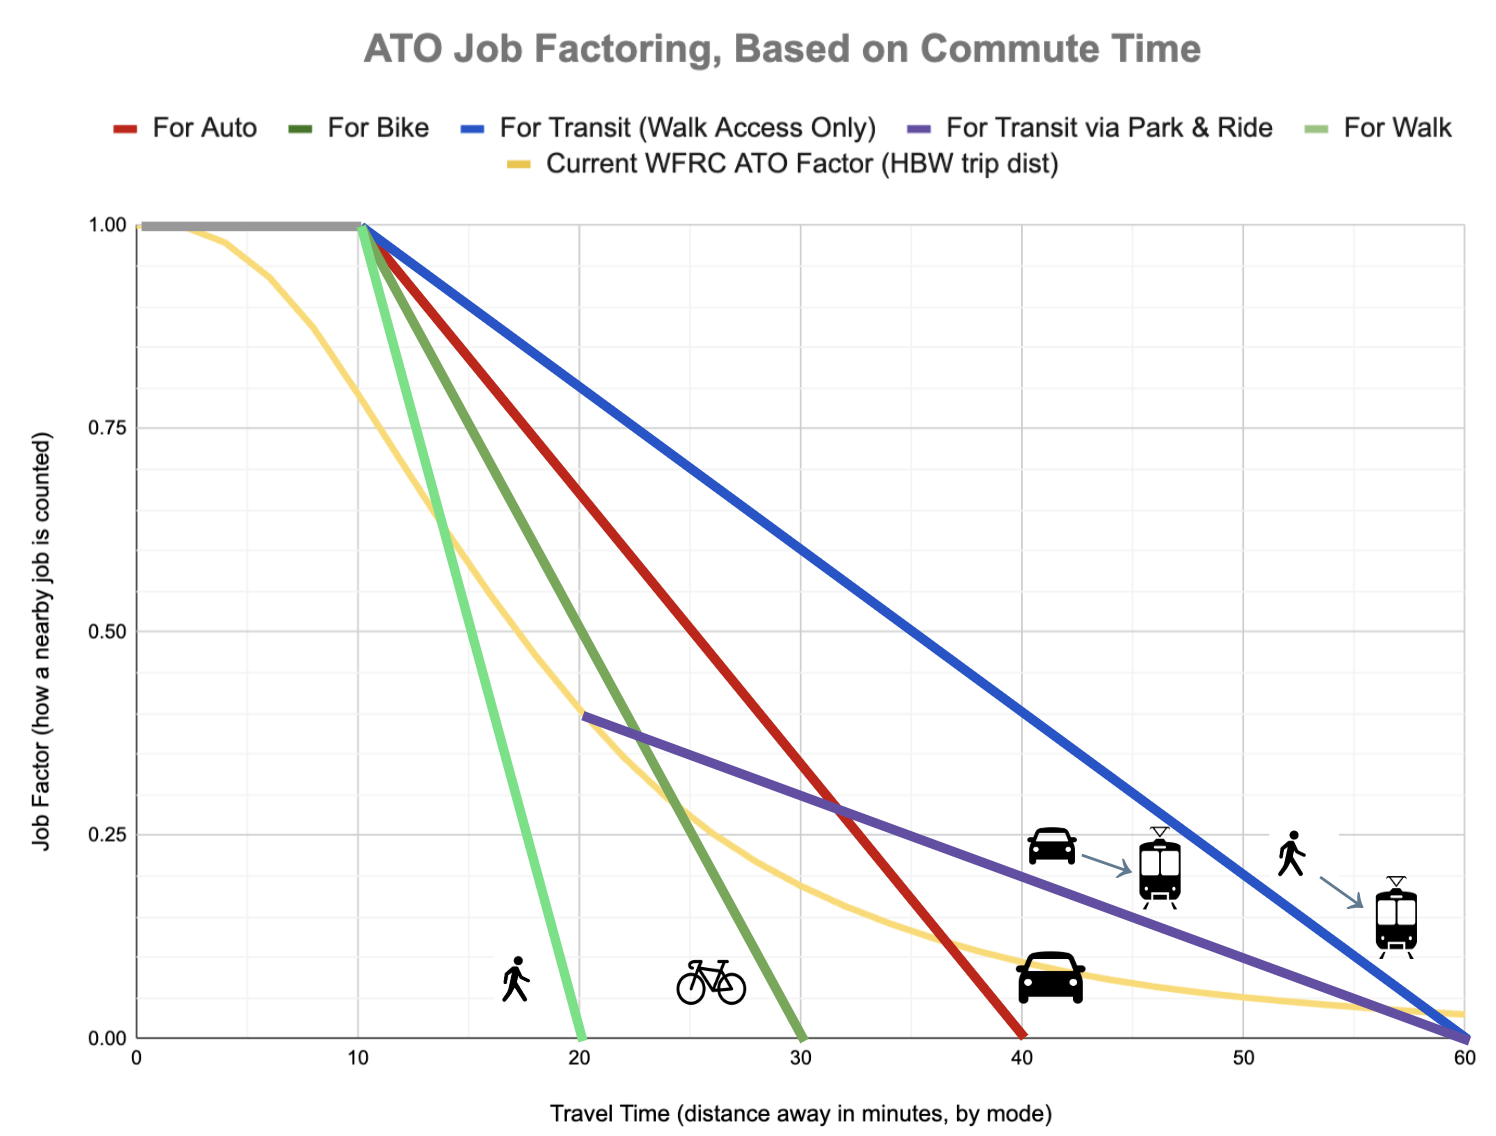 ATO Job Factoring, Based on Commute Time
For Auto For Bike For Transit (Walk Access Only) For Transit via Park & Ride For Walk
Current WFRC ATO Factor (HBW trip dist)
1.00
0.75
0.50
0.25
0.00
Job Factor (how a nearby job is counted)
0 10 20 30 40 50 60
Travel Time (distance away in minutes, by mode)